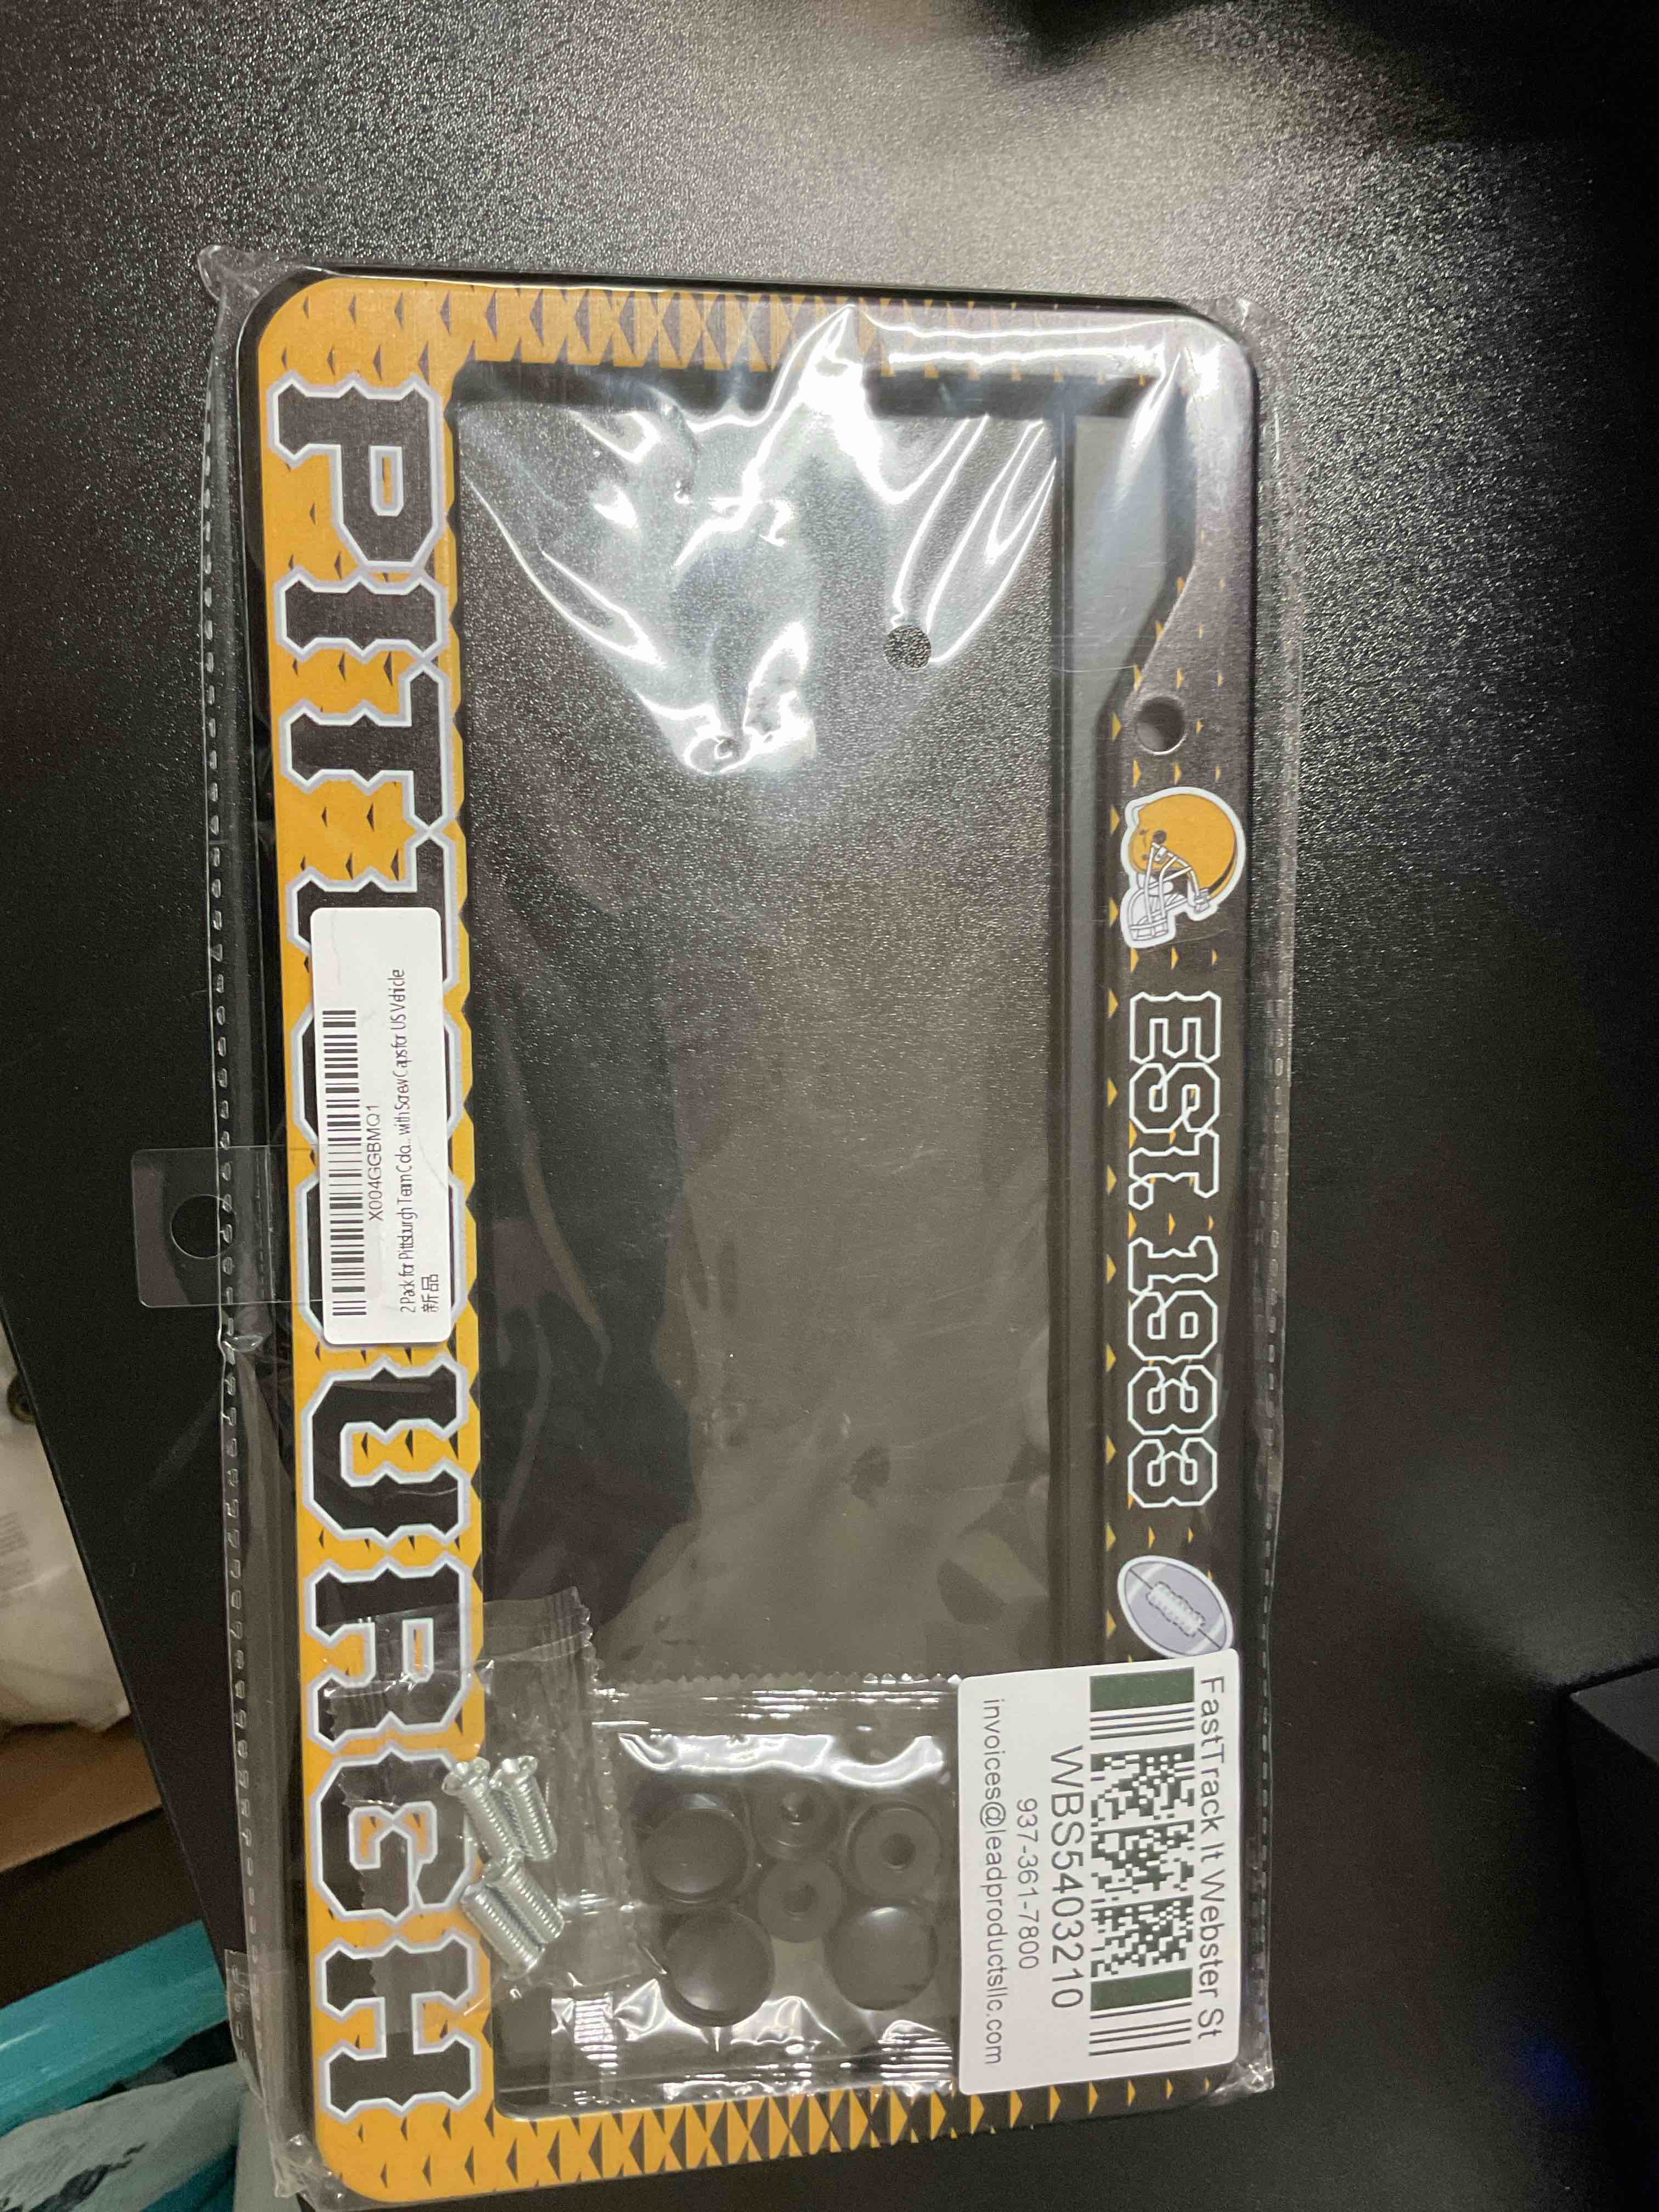 EST. 1933
FastTrack It Webster St
WBS5403210
937-361-7800
invoices@leadproductsllc.com
X004GGBMQ1
2 Pack for Pittsburgh Team Colo... with Screw Caps for US Vehicle
新品